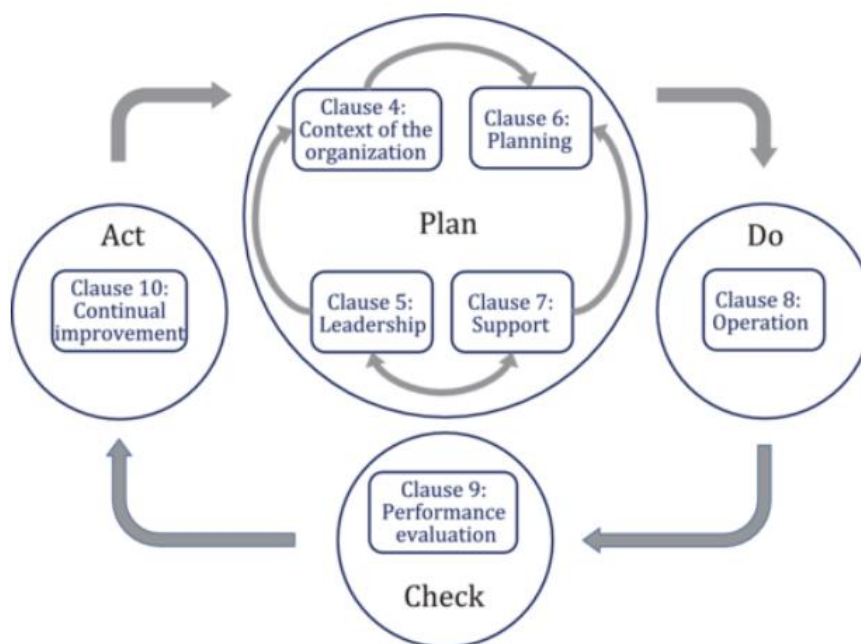 Clause 4:
Context of the
organization
Clause 6:
Planning
Plan
Clause 5:
Leadership
Clause 7:
Support
Do
Clause 8:
Operation
Clause 9:
Performance
evaluation
Check
Act
Clause 10:
Continual
improvement